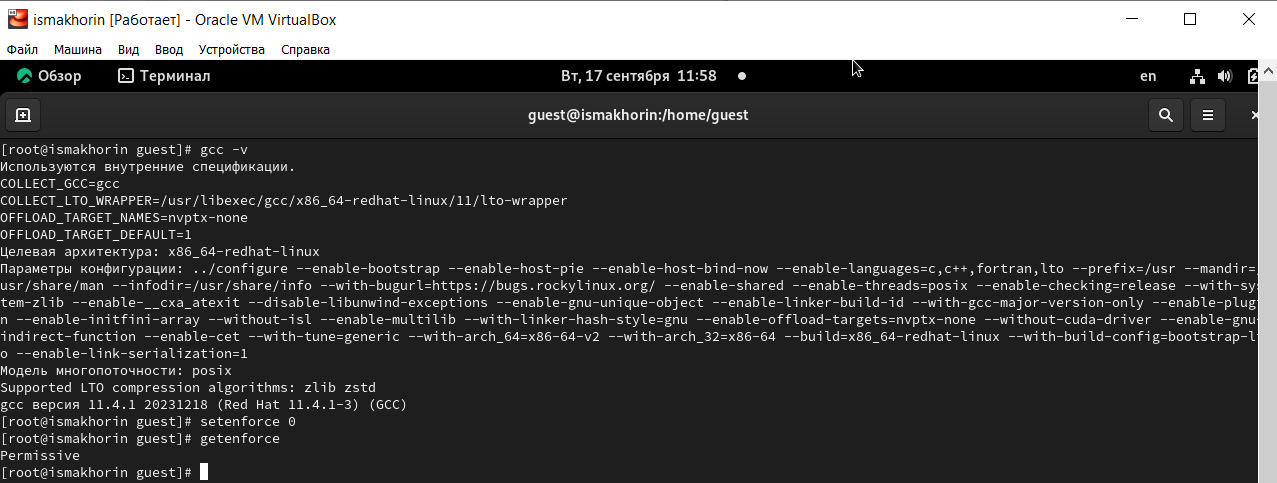 ismakhorin [Работает] - Oracle VM VirtualBox
Файл Машина Вид Ввод Устройства Справка
Обзор Терминал Вт, 17 сентября 11:58 en
guest@ismakhorin:/home/guest
[root@ismakhorin guest]# gcc -v
Используются внутренние спецификации.
COLLECT_GCC=gcc
COLLECT_LTO_WRAPPER=/usr/libexec/gcc/x86_64-redhat-linux/11/lto-wrapper
OFFLOAD_TARGET_NAMES=nvptx-none
OFFLOAD_TARGET_DEFAULT=1
Целевая архитектура: x86_64-redhat-linux
Параметры конфигурации: ../configure --enable-bootstrap --enable-host-pie --enable-host-bind-now --enable-languages=c,c++,fortran,lto --prefix=/usr --mandir=/
usr/share/man --infodir=/usr/share/info --with-bugurl=https://bugs.rockylinux.org/ --enable-shared --enable-threads=posix --enable-checking=release --with-sys
tem-zlib --enable-__cxa_atexit --disable-libunwind-exceptions --enable-gnu-unique-object --enable-linker-build-id --with-gcc-major-version-only --enable-plugi
n --enable-initfini-array --without-isl --enable-multilib --with-linker-hash-style=gnu --enable-offload-targets=nvptx-none --without-cuda-driver --enable-gnu-
indirect-function --enable-cet --with-tune=generic --with-arch_64=x86-64-v2 --with-arch_32=x86-64 --build=x86_64-redhat-linux --with-build-config=bootstrap-lt
o --enable-link-serialization=1
Модель многопоточности: posix
Supported LTO compression algorithms: zlib zstd
gcc версия 11.4.1 20231218 (Red Hat 11.4.1-3) (GCC)
[root@ismakhorin guest]# setenforce 0
[root@ismakhorin guest]# getenforce
Permissive
[root@ismakhorin guest]#